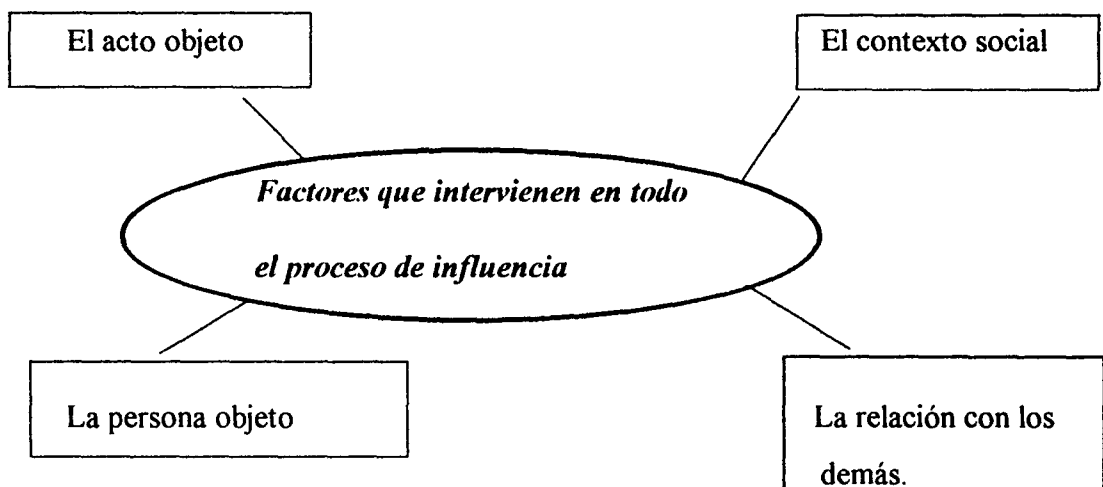 El acto objeto
El contexto social
Factores que intervienen en todo
el proceso de influencia
La persona objeto
La relación con los
demás.